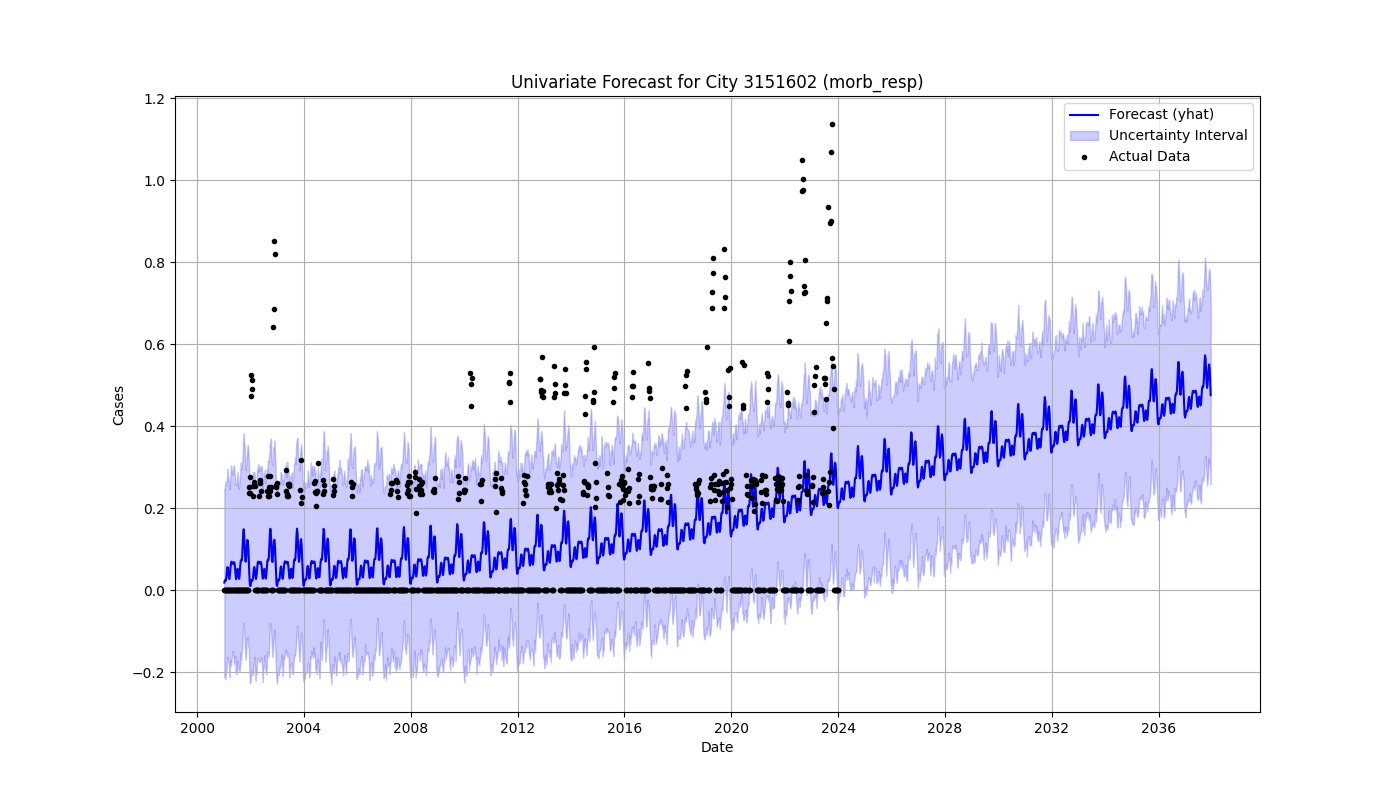 Univariate Forecast for City 3151602 (morb_resp)
Forecast (yhat)
Uncertainty Interval
Actual Data
1.2
1.0
0.8
0.6
0.4
0.2
0.0
−0.2
Cases
2000 2004 2008 2012 2016 2020 2024 2028 2032 2036
Date